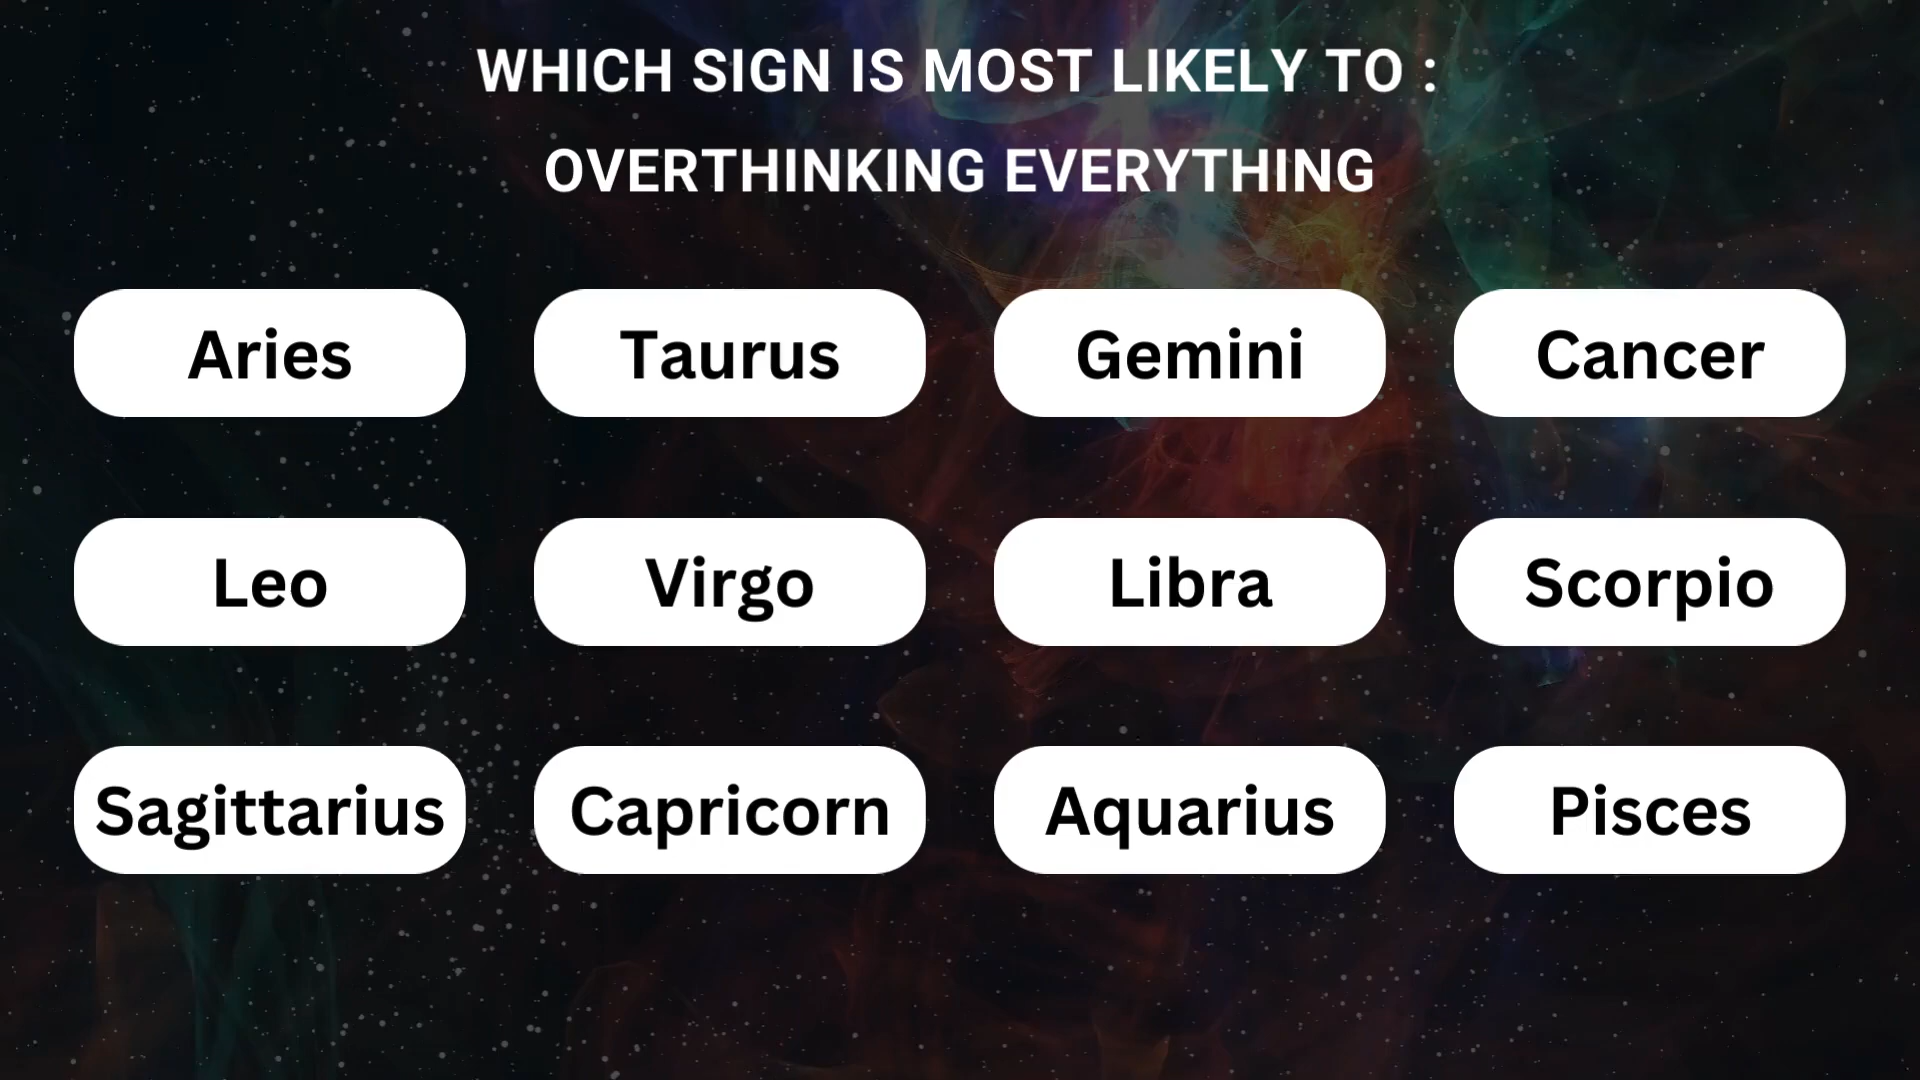 WHICH SIGN IS MOST LIKELY TO :
OVERTHINKING EVERYTHING
Aries
Taurus
Gemini
Cancer
Leo
Virgo
Libra
Scorpio
Sagittarius
Capricorn
Aquarius
Pisces